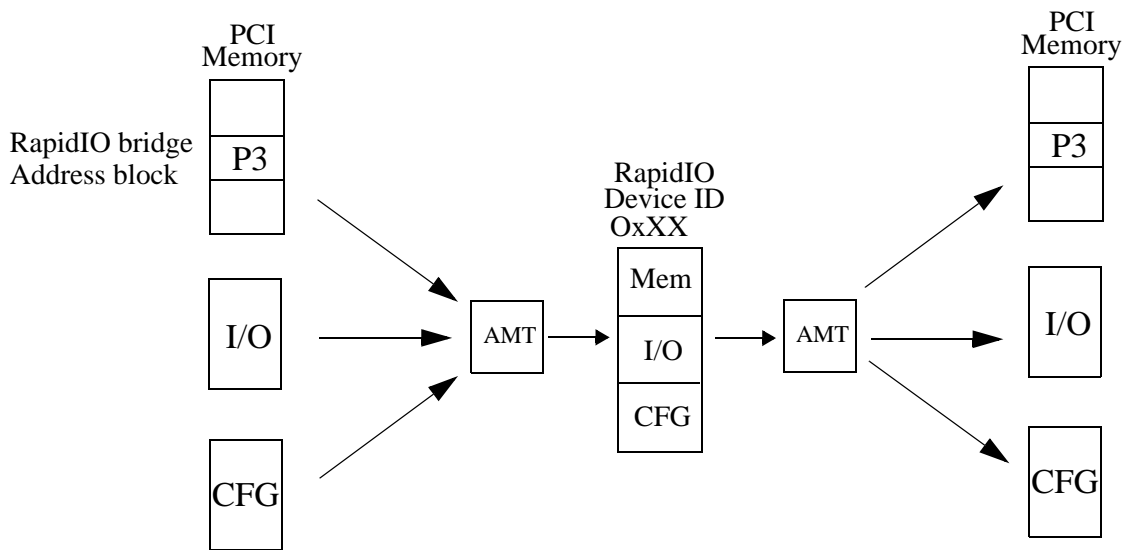 PCI
Memory
RapidIO bridge
Address block
P3
I/O
CFG
AMT
RapidIO
Device ID
OxXX
Mem
I/O
CFG
AMT
PCI
Memory
P3
I/O
CFG